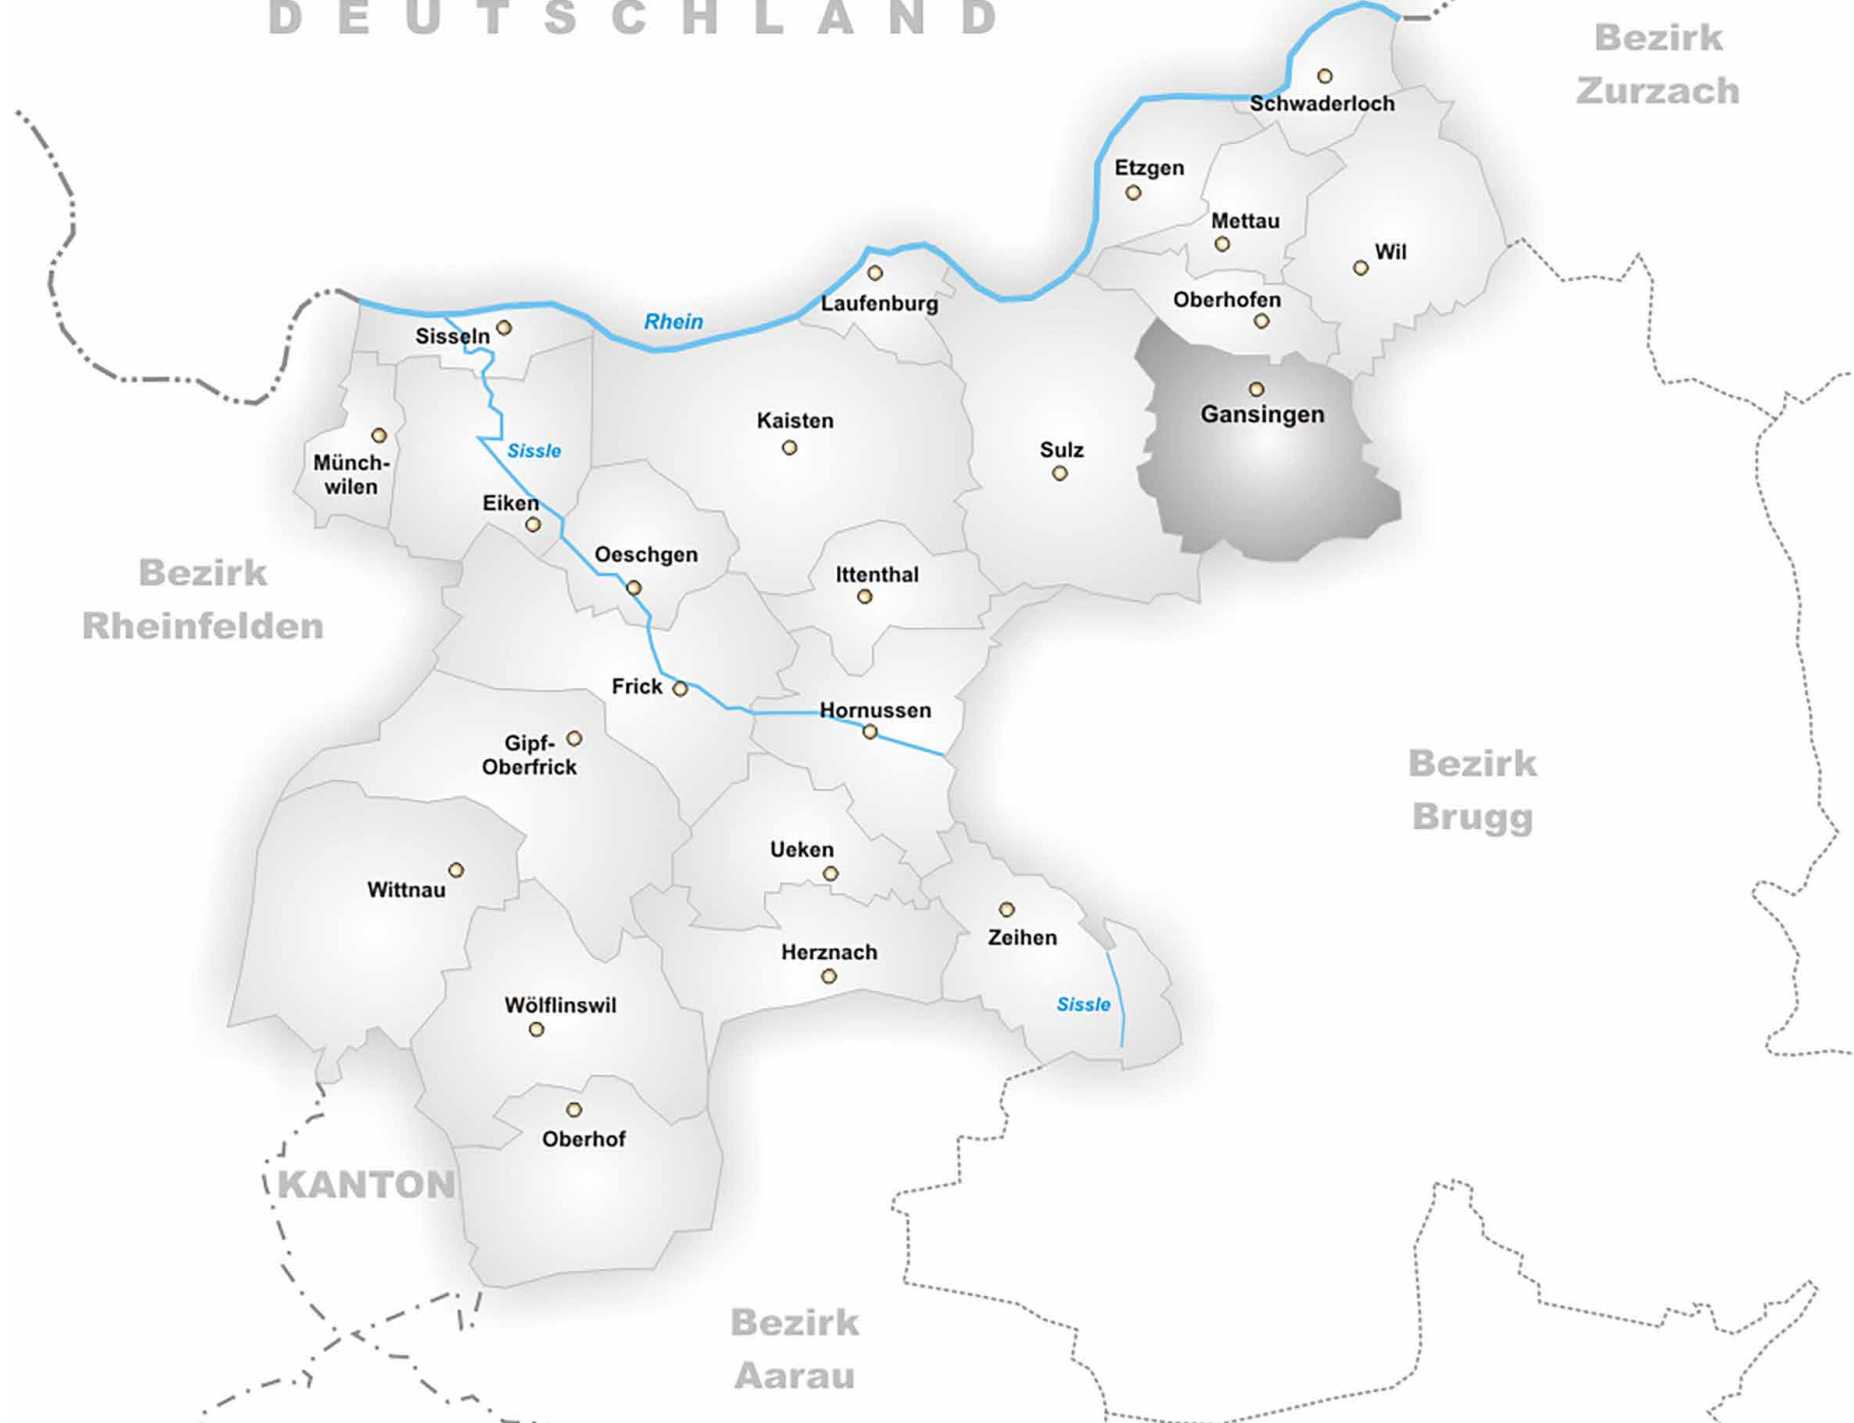 DEUTSCHLAND
Bezirk
Zurzach
Schwaderloch
Etzgen
Mettau
Wil
Oberhofen
Laufenburg
Rhein
Sisseln
Gansingen
Kaisten
Sulz
Münch-
wilen
Sissle
Eiken
Oeschgen
Ittenthal
Bezirk
Rheinfelden
Frick
Hornussen
Gipf-
Oberfrick
Bezirk
Brugg
Ueken
Wittnau
Zeihen
Herznach
Sissle
Wölflinswil
Oberhof
KANTON
Bezirk
Aarau